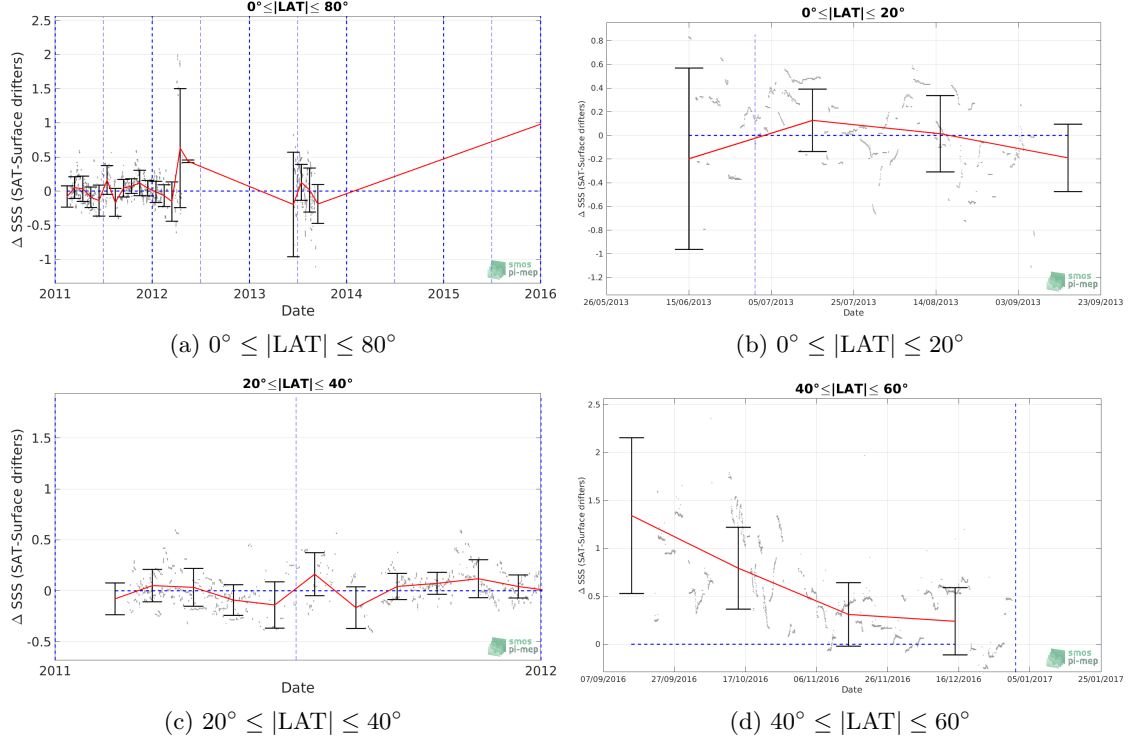 0°≤|LAT|≤ 80°
2.5
2
1.5
1
0.5
0
-0.5
-1
Δ SSS (SAT-Surface drifters)
2011
2012
2013
2014
2015
2016
Date
smos
pi-mep
(a) 0° ≤ |LAT| ≤ 80°
0°≤|LAT|≤ 20°
0.8
0.6
0.4
0.2
0
-0.2
-0.4
-0.6
-0.8
-1
-1.2
Δ SSS (SAT-Surface drifters)
26/05/2013
15/06/2013
05/07/2013
25/07/2013
14/08/2013
03/09/2013
23/09/2013
Date
smos
pi-mep
(b) 0° ≤ |LAT| ≤ 20°
20°≤|LAT|≤ 40°
1.5
1
0.5
0
-0.5
Δ SSS (SAT-Surface drifters)
2011
2012
Date
smos
pi-mep
(c) 20° ≤ |LAT| ≤ 40°
40°≤|LAT|≤ 60°
2.5
2
1.5
1
0.5
0
Δ SSS (SAT-Surface drifters)
07/09/2016
27/09/2016
17/10/2016
06/11/2016
26/11/2016
16/12/2016
05/01/2017
25/01/2017
Date
smos
pi-mep
(d) 40° ≤ |LAT| ≤ 60°